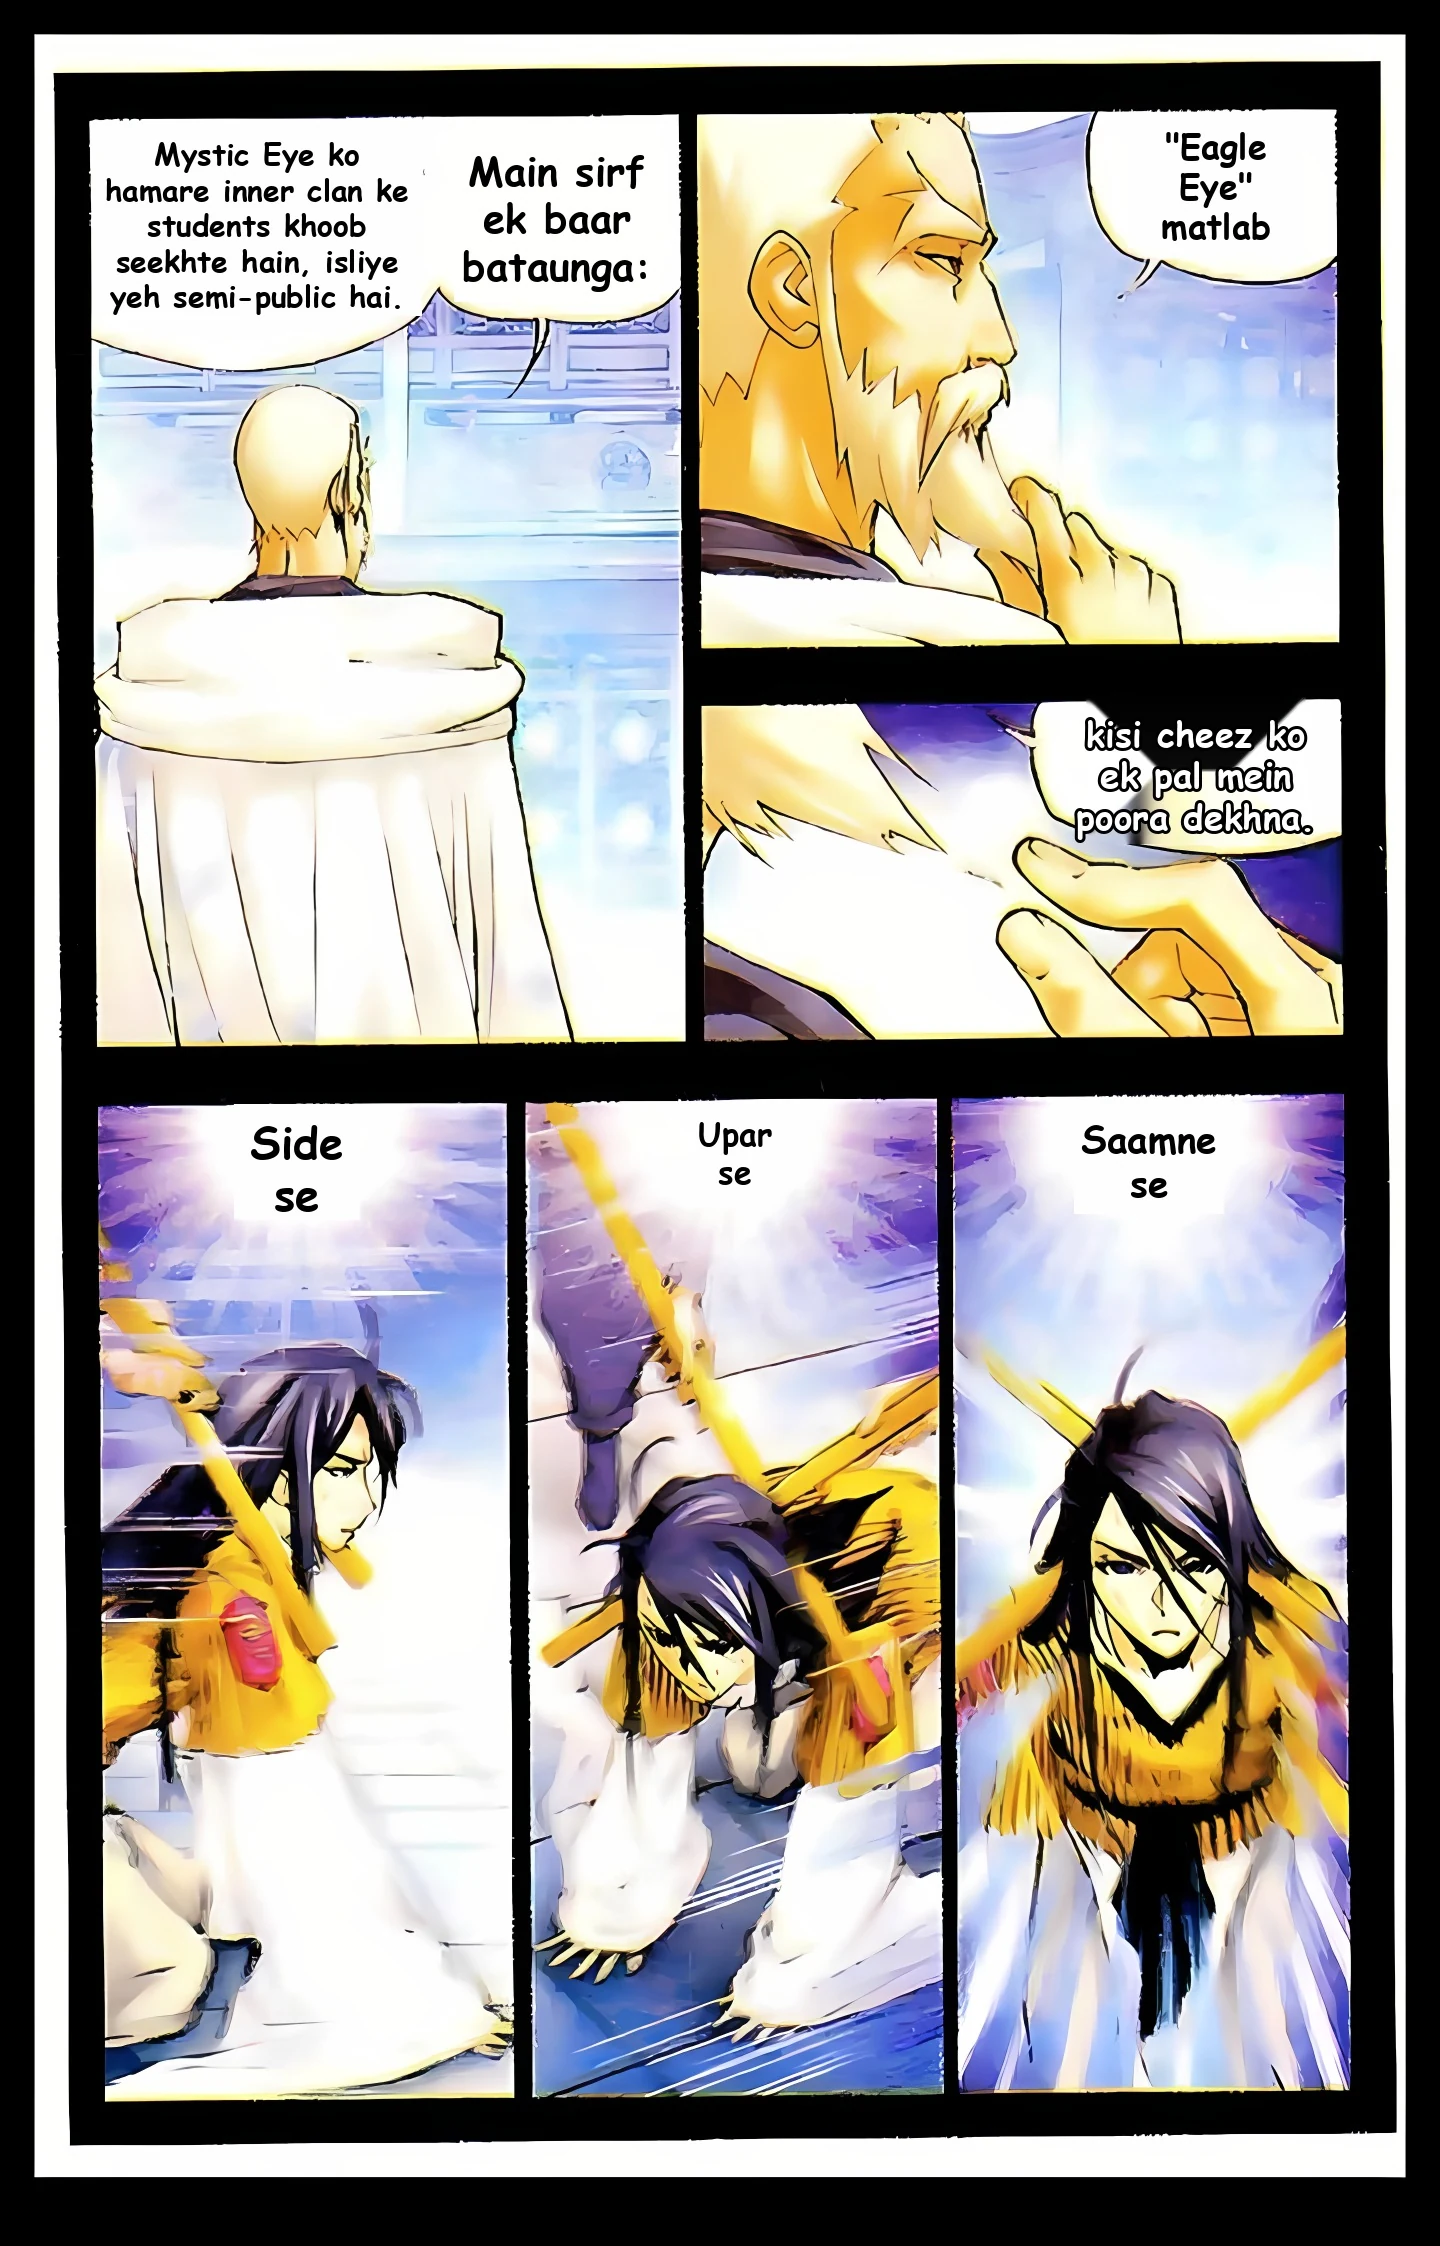 Mystic Eye ko
hamare inner clan ke
students khoob
seekhte hain, isliye
yeh semi-public hai.
Main sirf
ek baar
bataunga:
"Eagle
Eye"
matlab
kisi cheez ko
ek pal mein
poora dekhna.
Side
se
Upar
se
Saamne
se